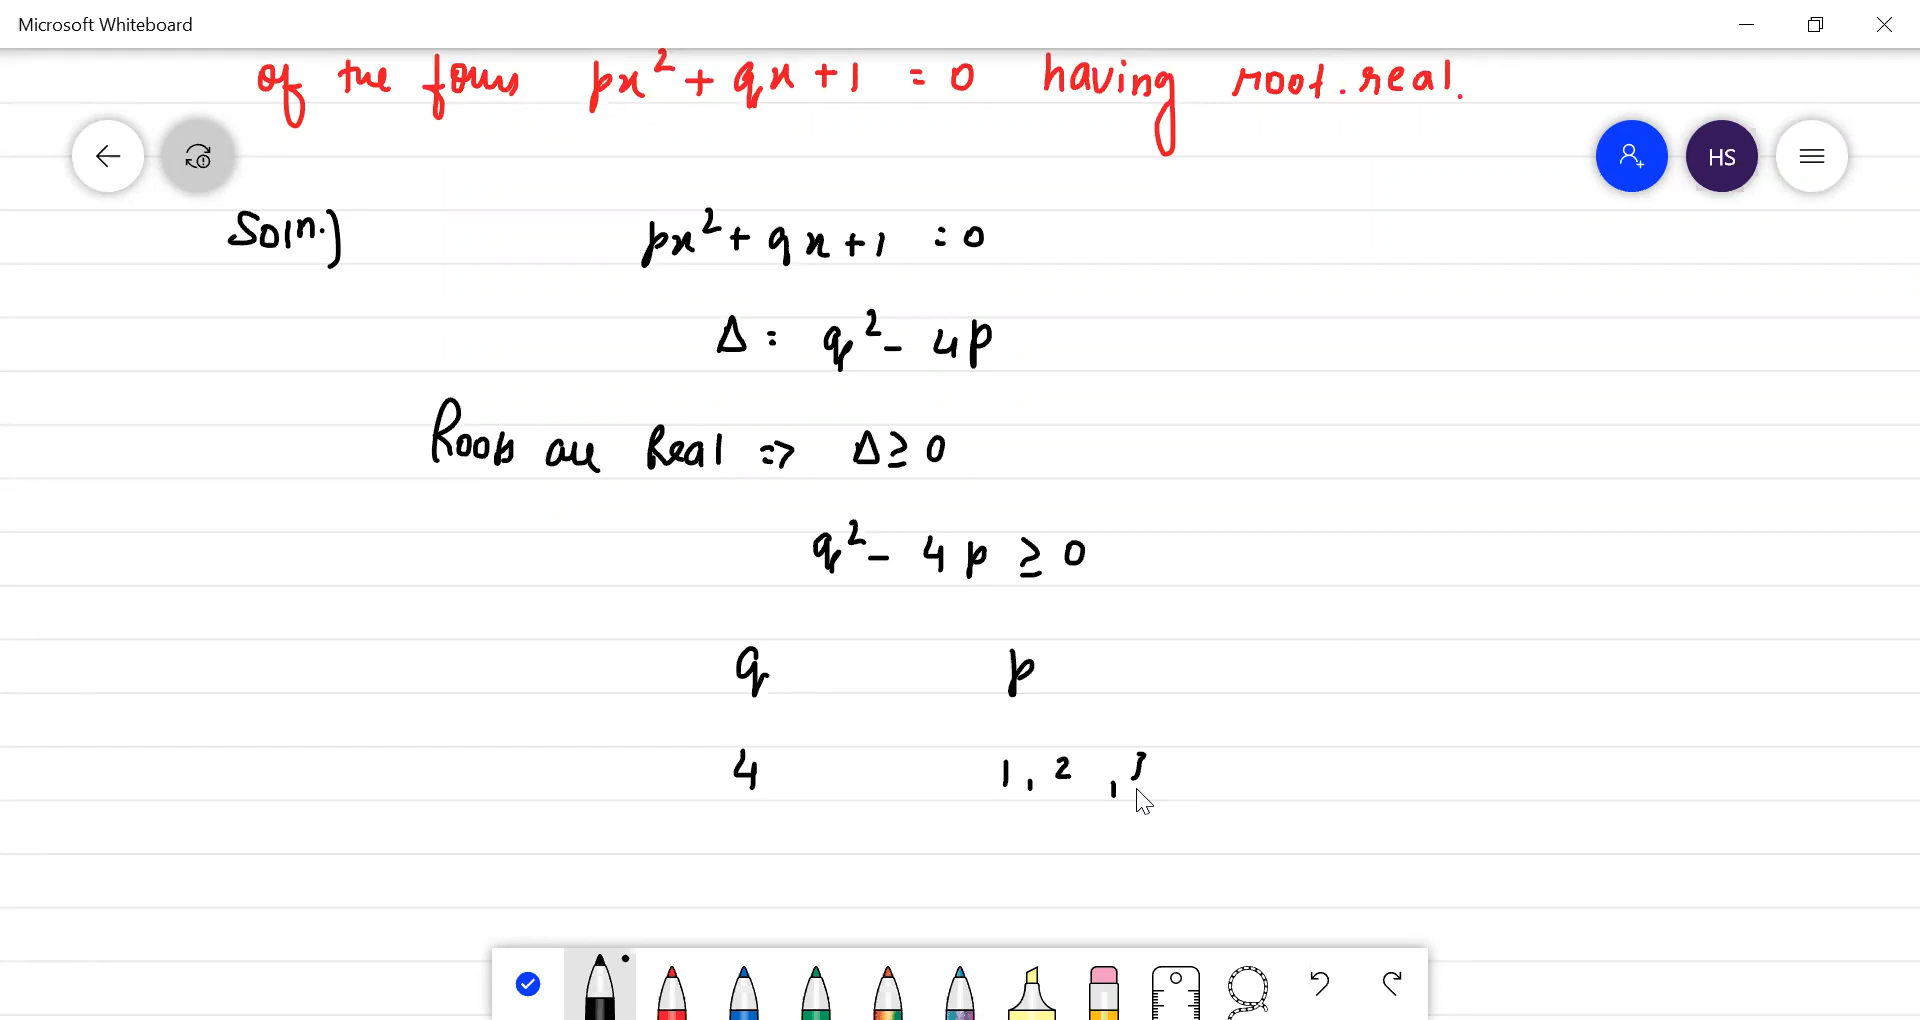 Microsoft Whiteboard
of the form px² + qx + 1 = 0 having root.real.
HS
Soln.)
px² + qx + 1 = 0
Δ = q² - 4p
Roots are Real => Δ ≥ 0
q² - 4p ≥ 0
q p
4 1, 2, 3